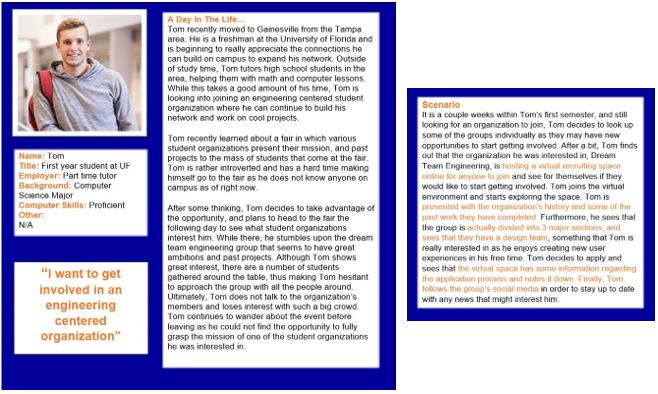 Name: Tom
Title: First year student at UF
Employer: Part time tutor
Background: Computer
Science Major
Computer Skills: Proficient
Other:
N/A
“I want to get
involved in an
engineering
centered
organization”
A Day In The Life…
Tom recently moved to Gainesville from the Tampa
area. He is a freshman at the University of Florida and
is beginning to really appreciate the connections he
can build on campus to expand his network. Outside
of study time, Tom tutors high school students in the
area, helping them with math and computer lessons.
While this takes a good amount of his time, Tom is
looking into joining an engineering centered student
organization where he can continue to build his
network and work on cool projects.
Tom recently learned about a fair in which various
student organizations present their mission, and past
projects to the mass of students that come at the fair.
Tom is rather introverted and has a hard time making
himself go to the fair as he does not know anyone on
campus as of right now.
After some thinking, Tom decides to take advantage of
the opportunity, and plans to head to the fair the
following day to see what student organizations
interest him. While there, he stumbles upon the dream
team engineering group that seems to have great
ambitions and past projects. Although Tom shows
great interest, there are a number of students
gathered around the table, thus making Tom hesitant
to approach the group with all the people around.
Ultimately, Tom does not talk to the organization's
members and loses interest with such a big crowd.
Tom continues to wander about the event before
leaving as he could not find the opportunity to fully
grasp the mission of one of the student organizations
he was interested in.
Scenario
It is a couple weeks within Tom's first semester, and still
looking for an organization to join, Tom decides to look up
some of the groups individually as they may have new
opportunities to start getting involved. After a bit, Tom finds
out that the organization he was interested in, Dream
Team Engineering, is hosting a virtual recruiting space
online for anyone to join and see for themselves if they
would like to start getting involved. Tom joins the virtual
environment and starts exploring the space. Tom is
presented with the organization's history and some of the
past work they have completed. Furthermore, he sees that
the group is actually divided into 3 major sections, and
sees that they have a design team, something that Tom is
really interested in as he enjoys creating new user
experiences in his free time. Tom decides to apply and
sees that the virtual space has some information regarding
the application process and notes it down. Finally, Tom
follows the group's social media in order to stay up to date
with any news that might interest him.